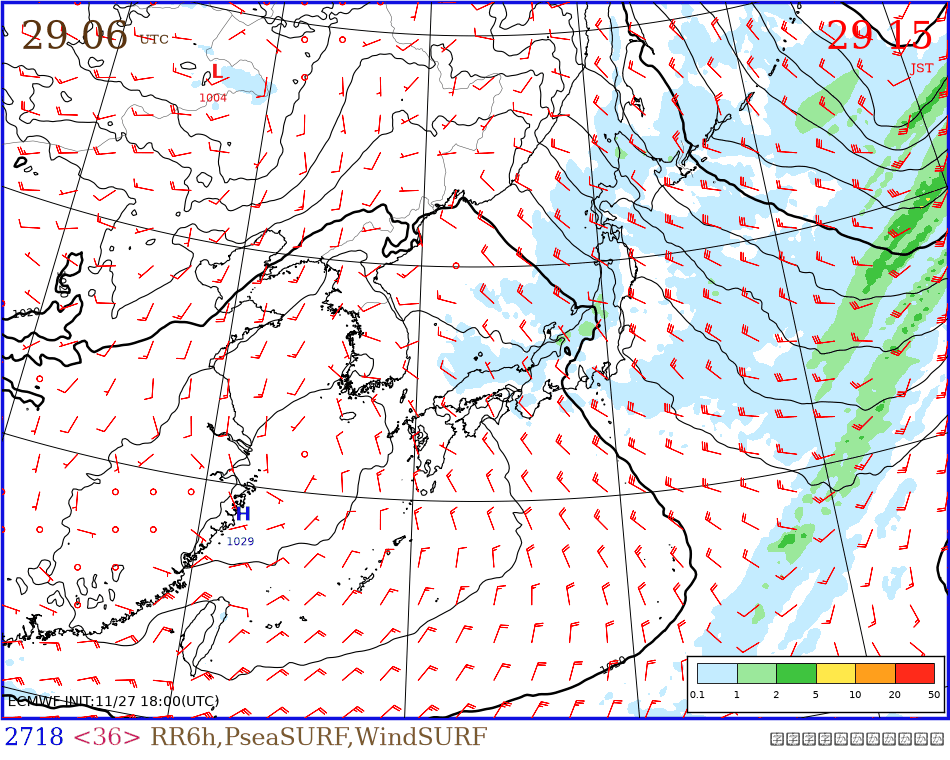 29 06 UTC
29 15
JST
L
1004
1020
H
1029
1020
ECMWF INIT:11/27 18:00(UTC)
0.1 1 2 5 10 20 50
2718 <36> RR6h,PseaSURF,WindSURF